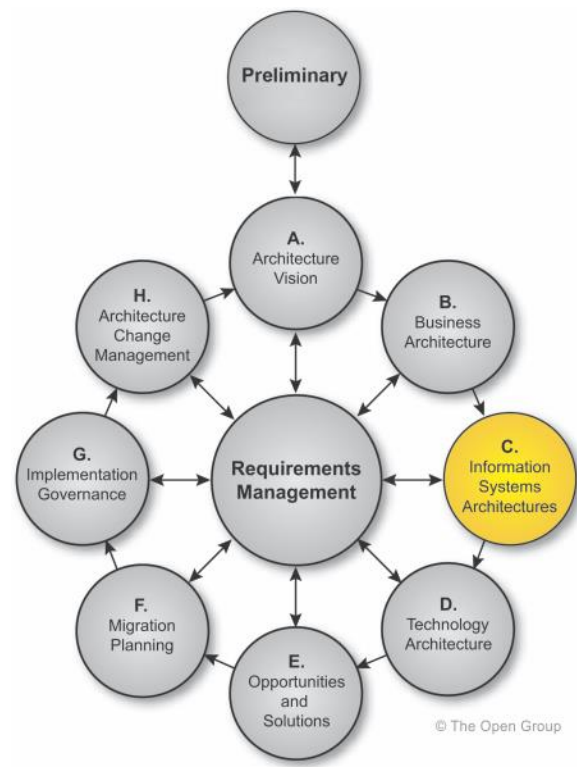 Preliminary
A.
Architecture
Vision
B.
Business
Architecture
C.
Information
Systems
Architectures
D.
Technology
Architecture
E.
Opportunities
and
Solutions
F.
Migration
Planning
G.
Implementation
Governance
H.
Architecture
Change
Management
Requirements
Management
© The Open Group